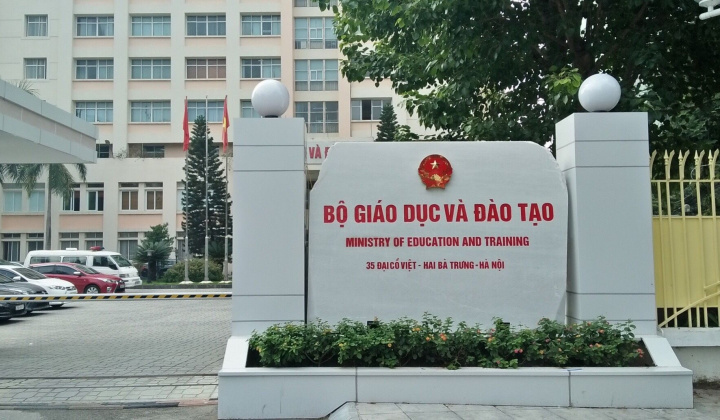 VÀ Đ
BỘ GIÁO DỤC VÀ ĐÀO TẠO
MINISTRY OF EDUCATION AND TRAINING
35 ĐẠI CỒ VIỆT - HAI BÀ TRƯNG - HÀ NỘI